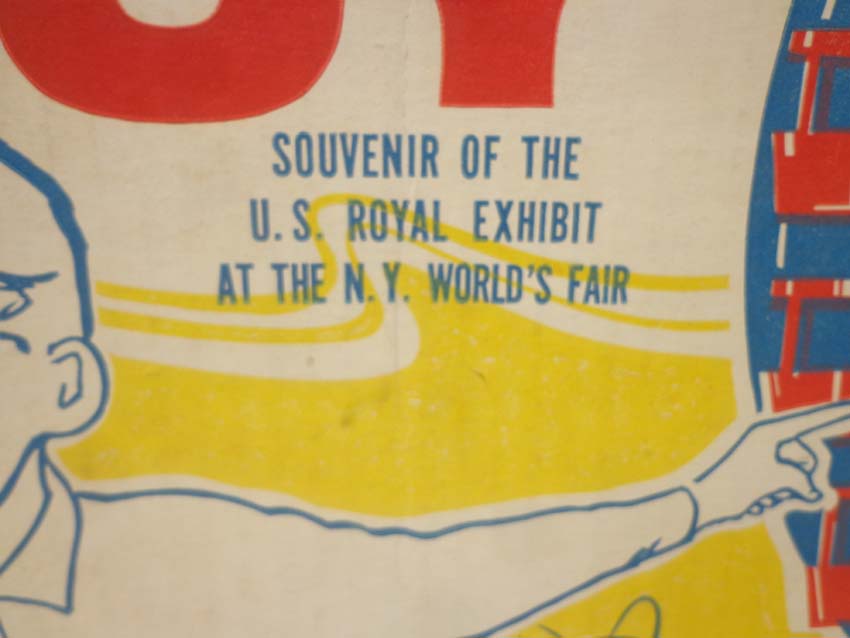 SOUVENIR OF THE
U.S. ROYAL EXHIBIT
AT THE N.Y. WORLD'S FAIR